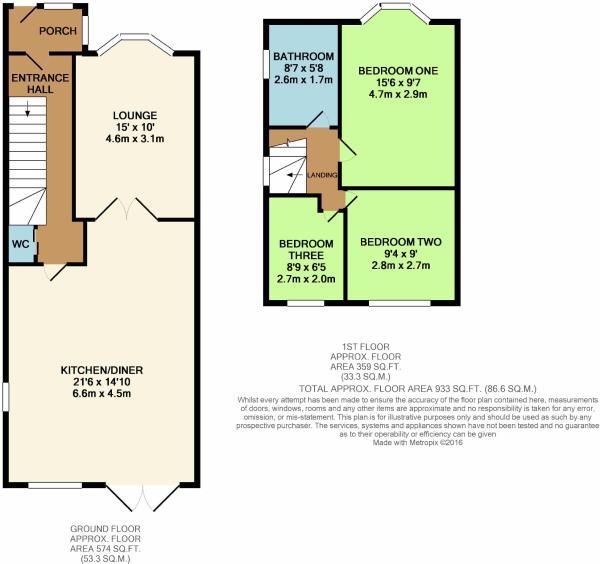 PORCH
ENTRANCE
HALL
LOUNGE
15' x 10'
4.6m x 3.1m
WC
KITCHEN/DINER
21'6 x 14'10
6.6m x 4.5m
GROUND FLOOR
APPROX. FLOOR
AREA 574 SQ.FT.
(53.3 SQ.M.)
BATHROOM
8'7 x 5'8
2.6m x 1.7m
BEDROOM ONE
15'6 x 9'7
4.7m x 2.9m
LANDING
BEDROOM
THREE
8'9 x 6'5
2.7m x 2.0m
BEDROOM TWO
9'4 x 9'
2.8m x 2.7m
1ST FLOOR
APPROX. FLOOR
AREA 359 SQ.FT.
(33.3 SQ.M.)
TOTAL APPROX. FLOOR AREA 933 SQ.FT. (86.6 SQ.M.)
Whilst every attempt has been made to ensure the accuracy of the floor plan contained here, measurements
of doors, windows, rooms and any other items are approximate and no responsibility is taken for any error,
omission, or mis-statement. This plan is for illustrative purposes only and should be used as such by any
prospective purchaser. The services, systems and appliances shown have not been tested and no guarantee
as to their operability or efficiency can be given
Made with Metropix ©2016